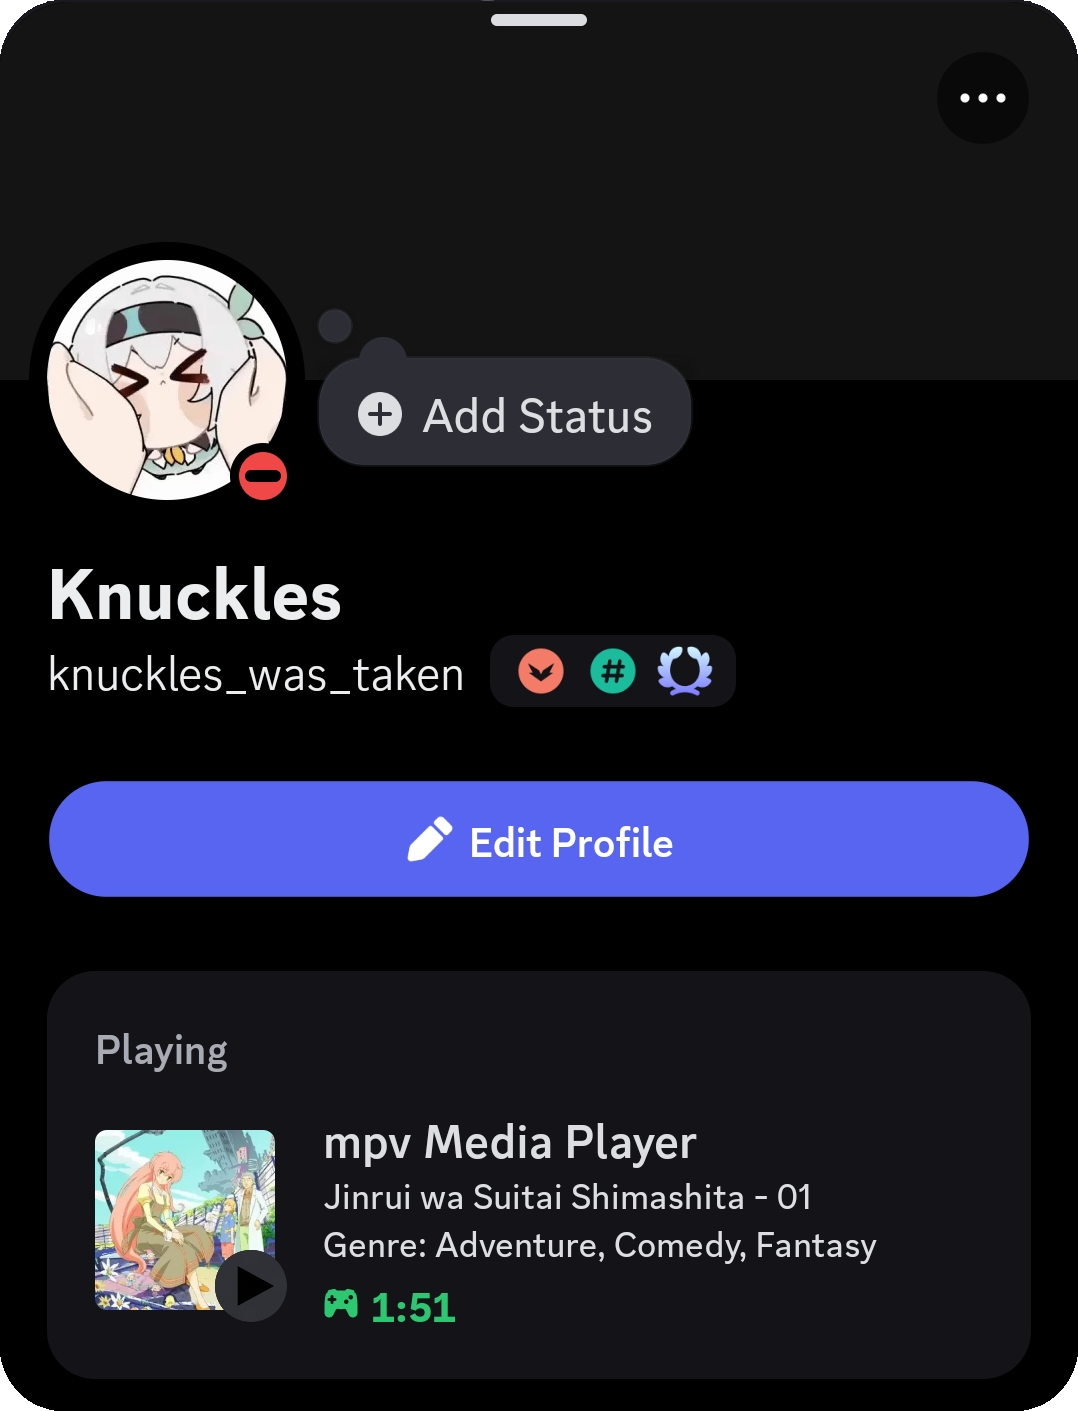 Add Status
Knuckles
knuckles_was_taken
Edit Profile
Playing
mpv Media Player
Jinrui wa Suitai Shimashita - 01
Genre: Adventure, Comedy, Fantasy
1:51